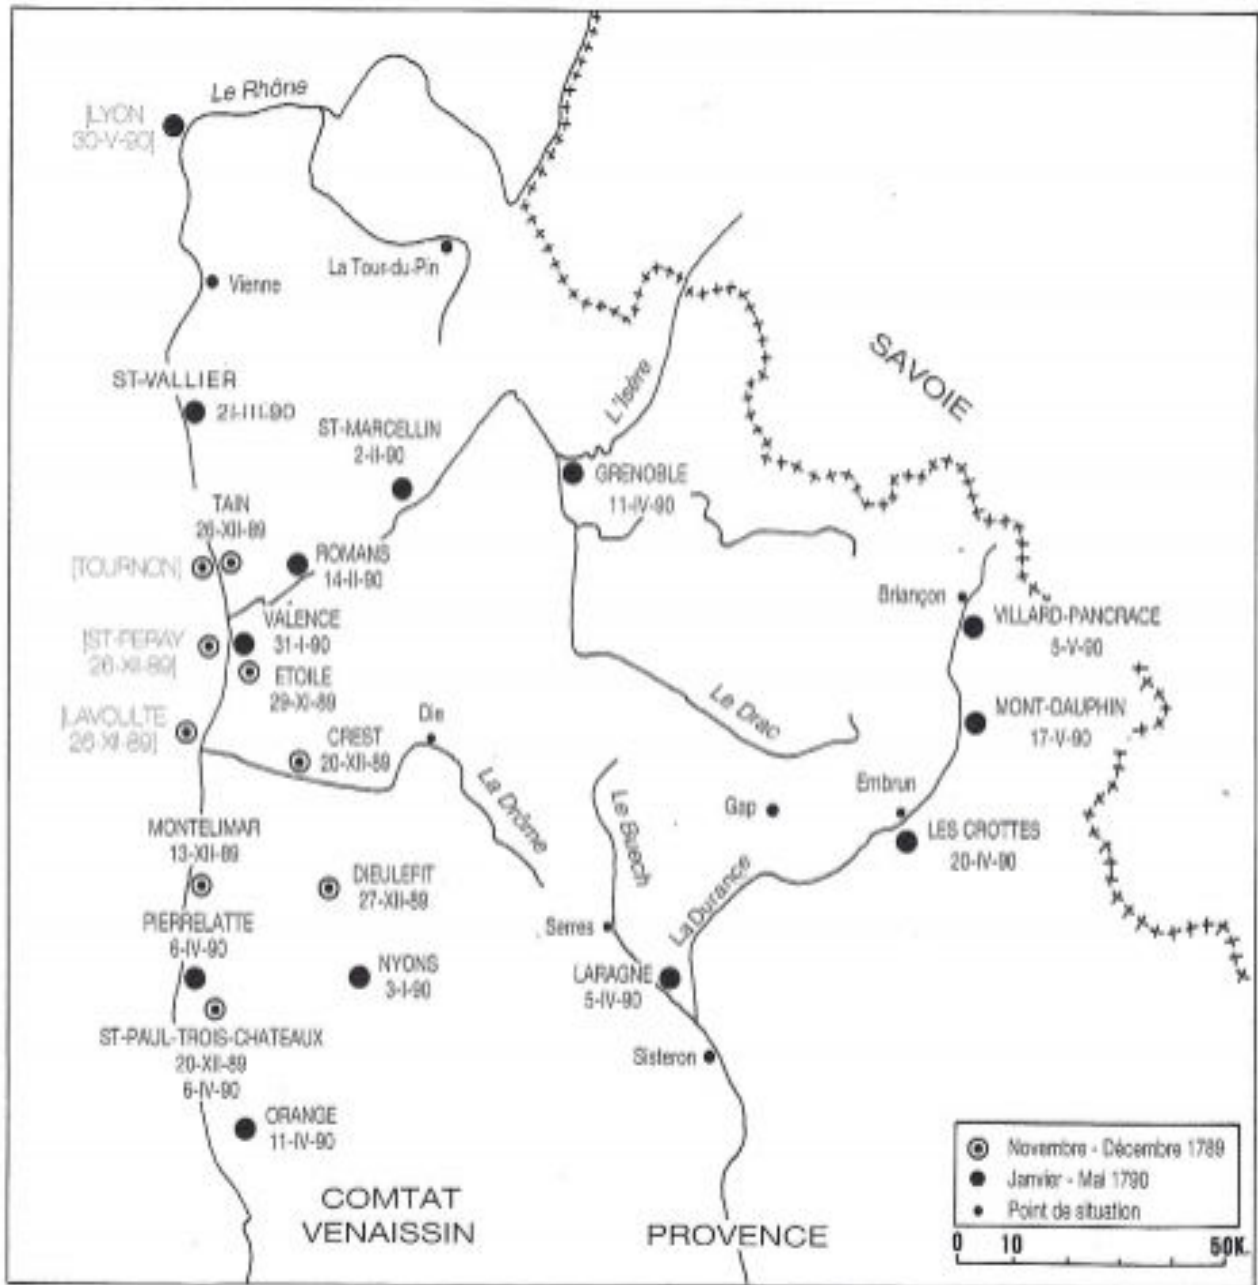 Le Rhône
[LYON
30-V-90]
La Tour-du-Pin
Vienne
SAVOIE
ST-VALLIER
21-III-90
L'Isère
ST-MARCELLIN
2-II-90
GRENOBLE
11-IV-90
TAIN
26-XII-89
[TOURNON]
ROMANS
14-II-90
Briançon
VILLARD-PANCRACE
5-V-90
VALENCE
31-I-90
[ST-PERAY
26-XII-89]
ETOILE
29-XI-89
Le Drac
MONT-DAUPHIN
17-V-90
[LAVOULTE
26-XI-89]
Die
CREST
20-XII-89
La Drôme
Le Buech
Gap
Embrun
LES CROTTES
20-IV-90
MONTELIMAR
13-XII-89
DIEULEFIT
27-XII-89
La Durance
PIERRELATTE
6-IV-90
Serres
NYONS
3-I-90
LARAGNE
5-IV-90
ST-PAUL-TROIS-CHATEAUX
20-XII-89
6-IV-90
Sisteron
ORANGE
11-IV-90
COMTAT
VENAISSIN
PROVENCE
Novembre - Décembre 1789
Janvier - Mai 1790
Point de situation
0 10 50K.